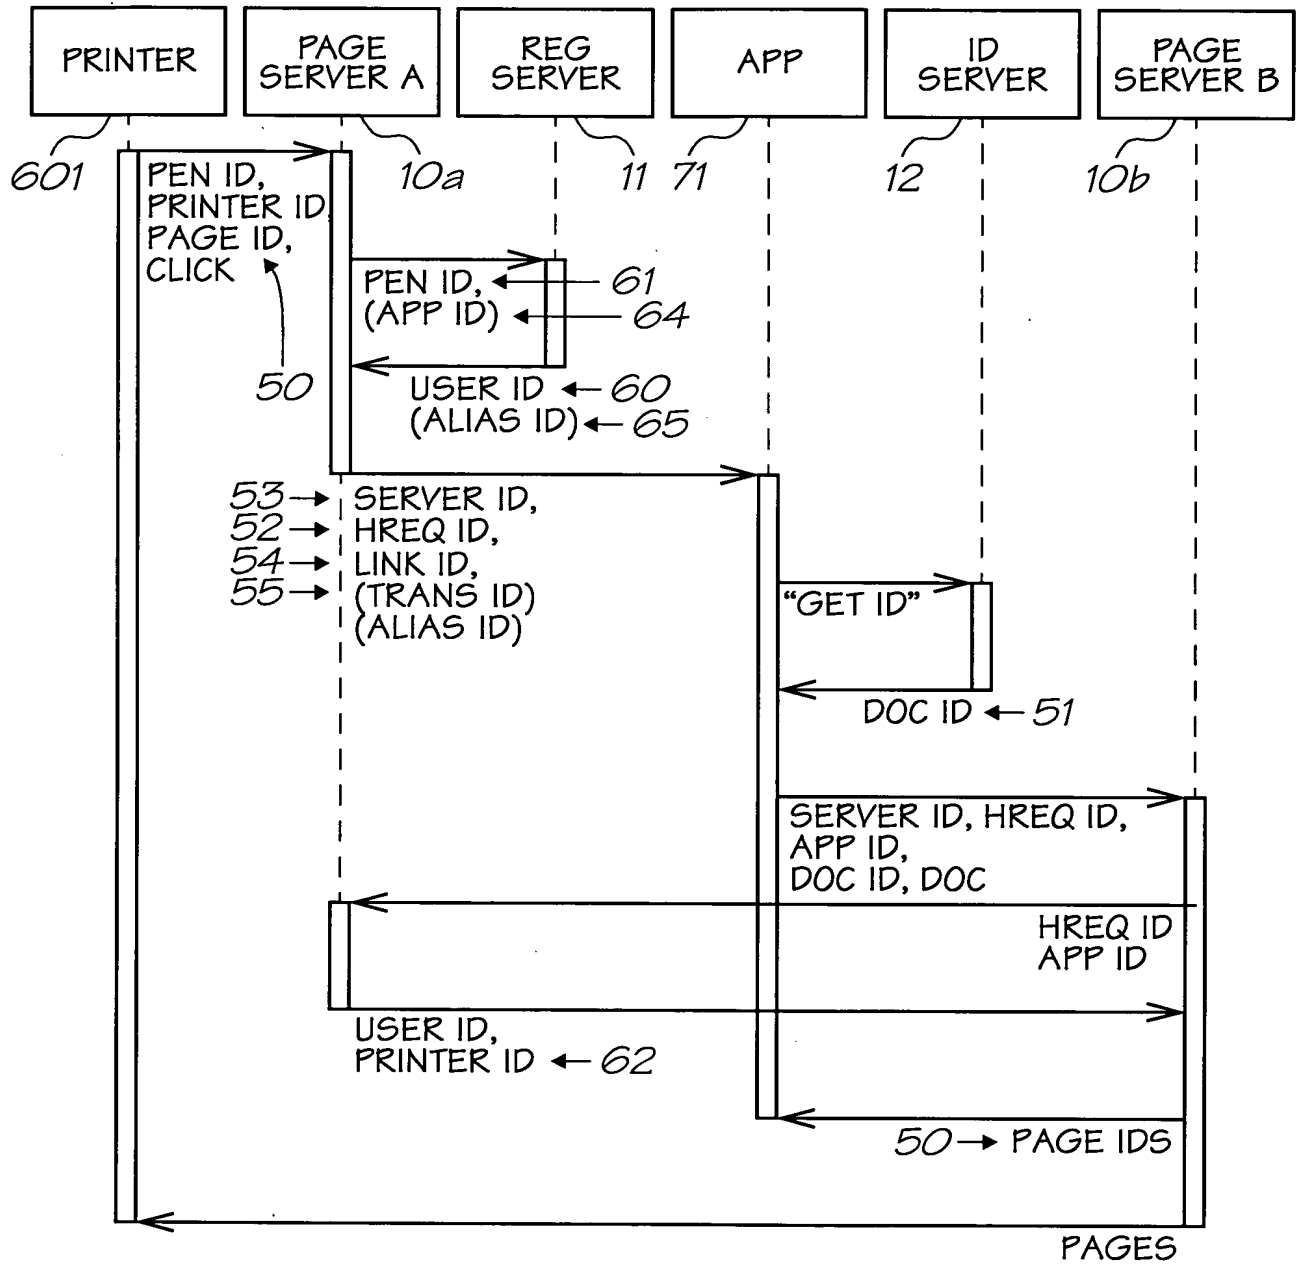 PRINTER
PAGE
SERVER A
REG
SERVER
APP
ID
SERVER
PAGE
SERVER B
601
10a
11
71
12
10b
PEN ID,
PRINTER ID
PAGE ID,
CLICK
50
PEN ID,
61
(APP ID)
64
USER ID
60
(ALIAS ID)
65
53
SERVER ID,
52
HREQ ID,
54
LINK ID,
55
(TRANS ID)
(ALIAS ID)
"GET ID"
DOC ID
51
SERVER ID, HREQ ID,
APP ID,
DOC ID, DOC
HREQ ID
APP ID
USER ID,
PRINTER ID
62
50
PAGE IDS
PAGES